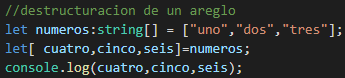 //destructuracion de un areglo
let numeros:string[] = ["uno","dos","tres"];
let[ cuatro,cinco,seis]=numeros;
console.log(cuatro,cinco,seis);